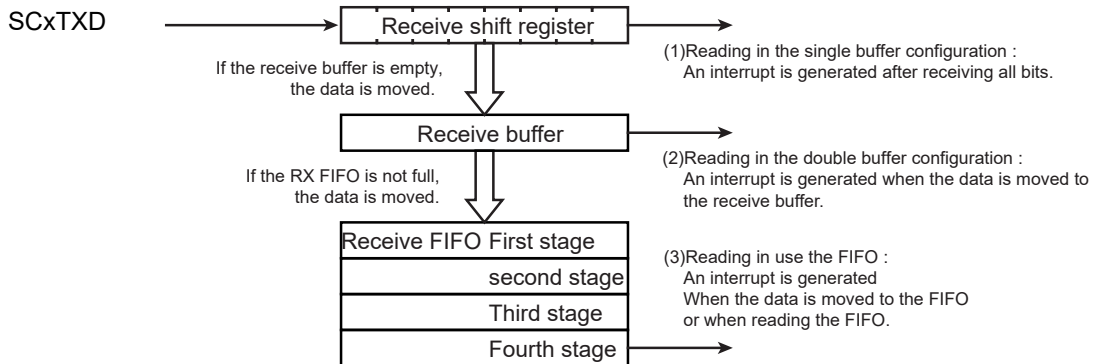 SCxTXD
Receive shift register
(1)Reading in the single buffer configuration :
An interrupt is generated after receiving all bits.
If the receive buffer is empty,
the data is moved.
Receive buffer
(2)Reading in the double buffer configuration :
An interrupt is generated when the data is moved to
the receive buffer.
If the RX FIFO is not full,
the data is moved.
Receive FIFO First stage
second stage
Third stage
Fourth stage
(3)Reading in use the FIFO :
An interrupt is generated
When the data is moved to the FIFO
or when reading the FIFO.